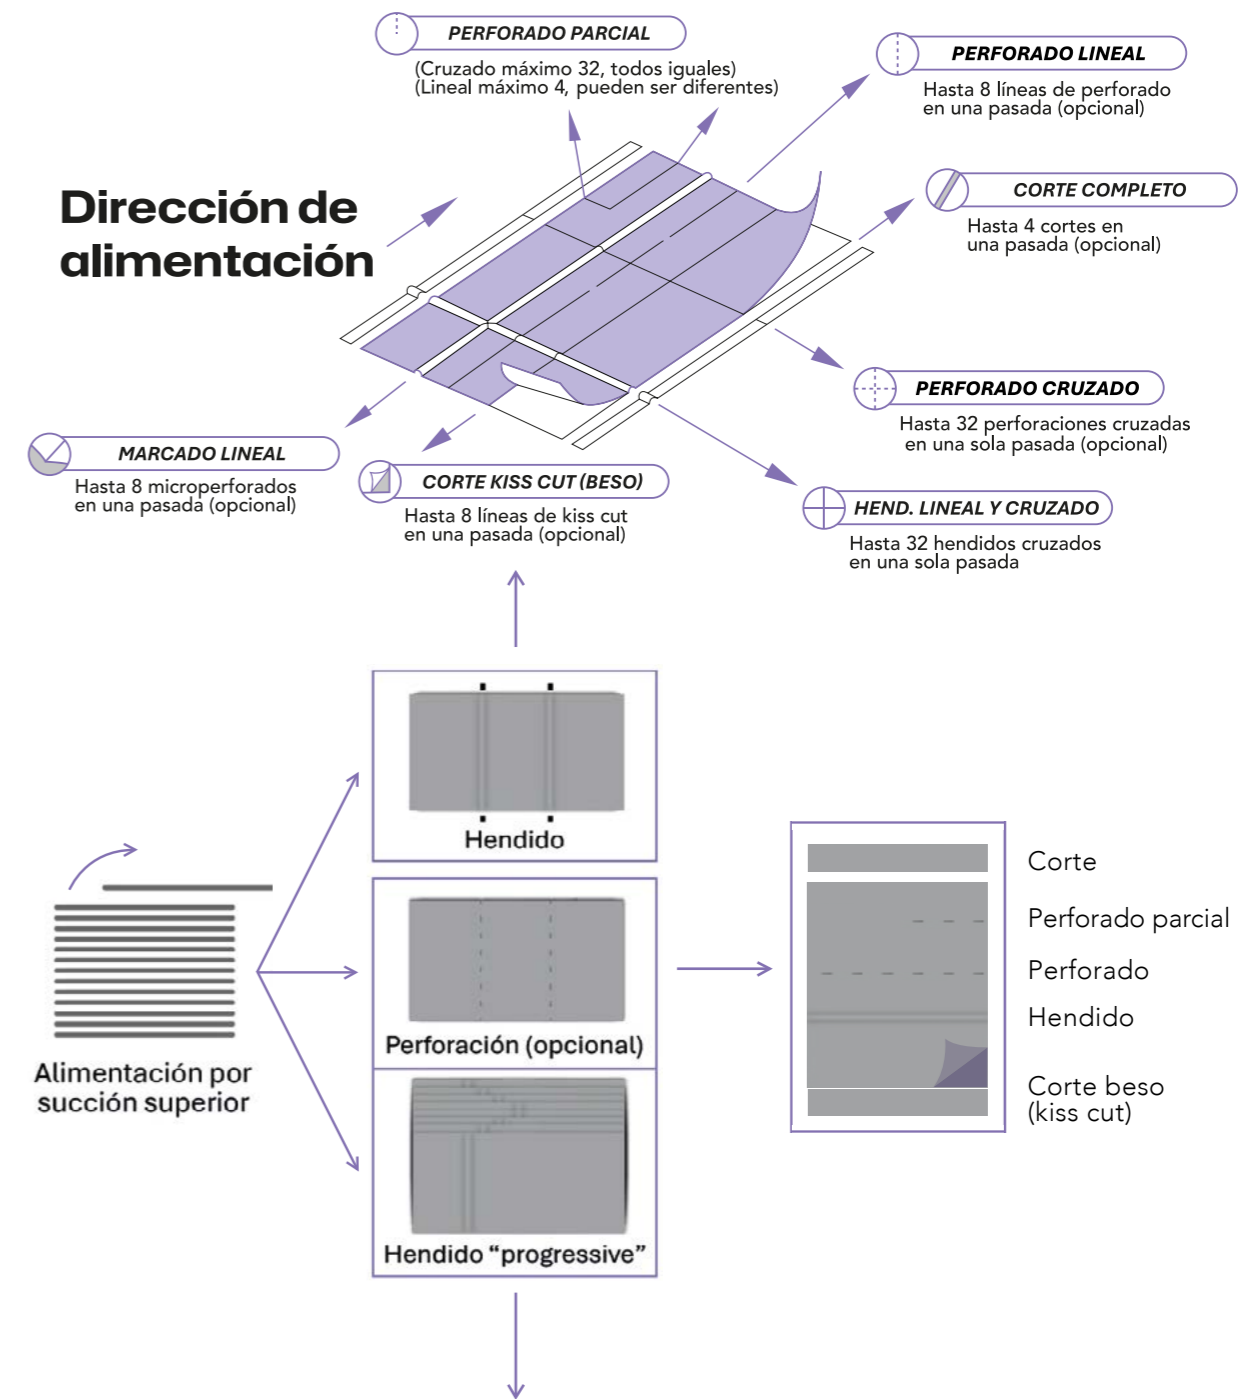 PERFORADO PARCIAL
(Cruzado máximo 32, todos iguales)
(Lineal máximo 4, pueden ser diferentes)
PERFORADO LINEAL
Hasta 8 líneas de perforado
en una pasada (opcional)
Dirección de
alimentación
CORTE COMPLETO
Hasta 4 cortes en
una pasada (opcional)
PERFORADO CRUZADO
Hasta 32 perforaciones cruzadas
en una sola pasada (opcional)
MARCADO LINEAL
Hasta 8 microperforados
en una pasada (opcional)
CORTE KISS CUT (BESO)
Hasta 8 líneas de kiss cut
en una pasada (opcional)
HEND. LINEAL Y CRUZADO
Hasta 32 hendidos cruzados
en una sola pasada
Hendido
Alimentación por
succión superior
Perforación (opcional)
Hendido “progressive”
Corte
Perforado parcial
Perforado
Hendido
Corte beso
(kiss cut)